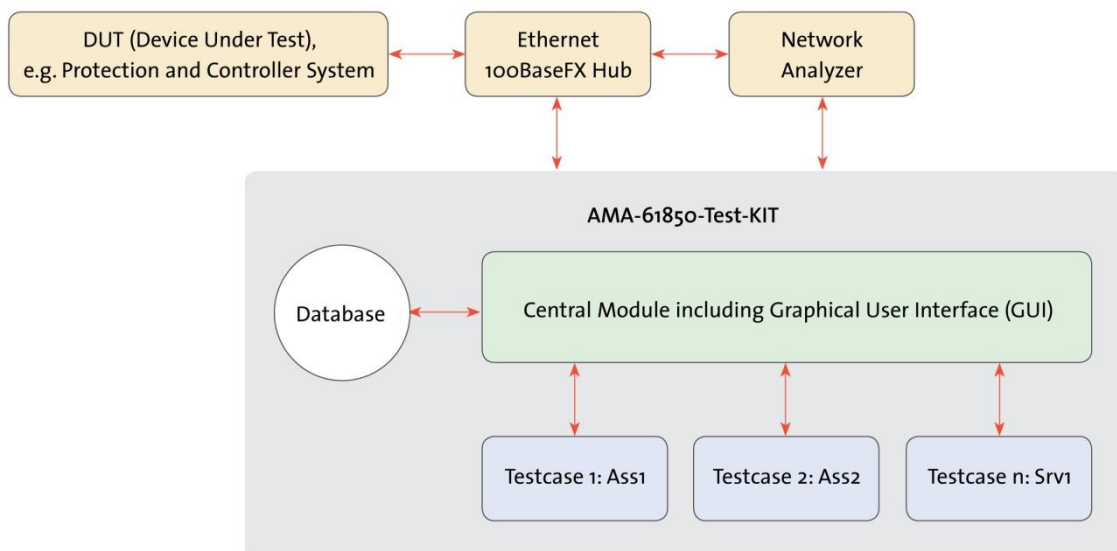 DUT (Device Under Test),
e.g. Protection and Controller System
Ethernet
100BaseFX Hub
Network
Analyzer
AMA-61850-Test-KIT
Database
Central Module including Graphical User Interface (GUI)
Testcase 1: Ass1
Testcase 2: Ass2
Testcase n: Srv1